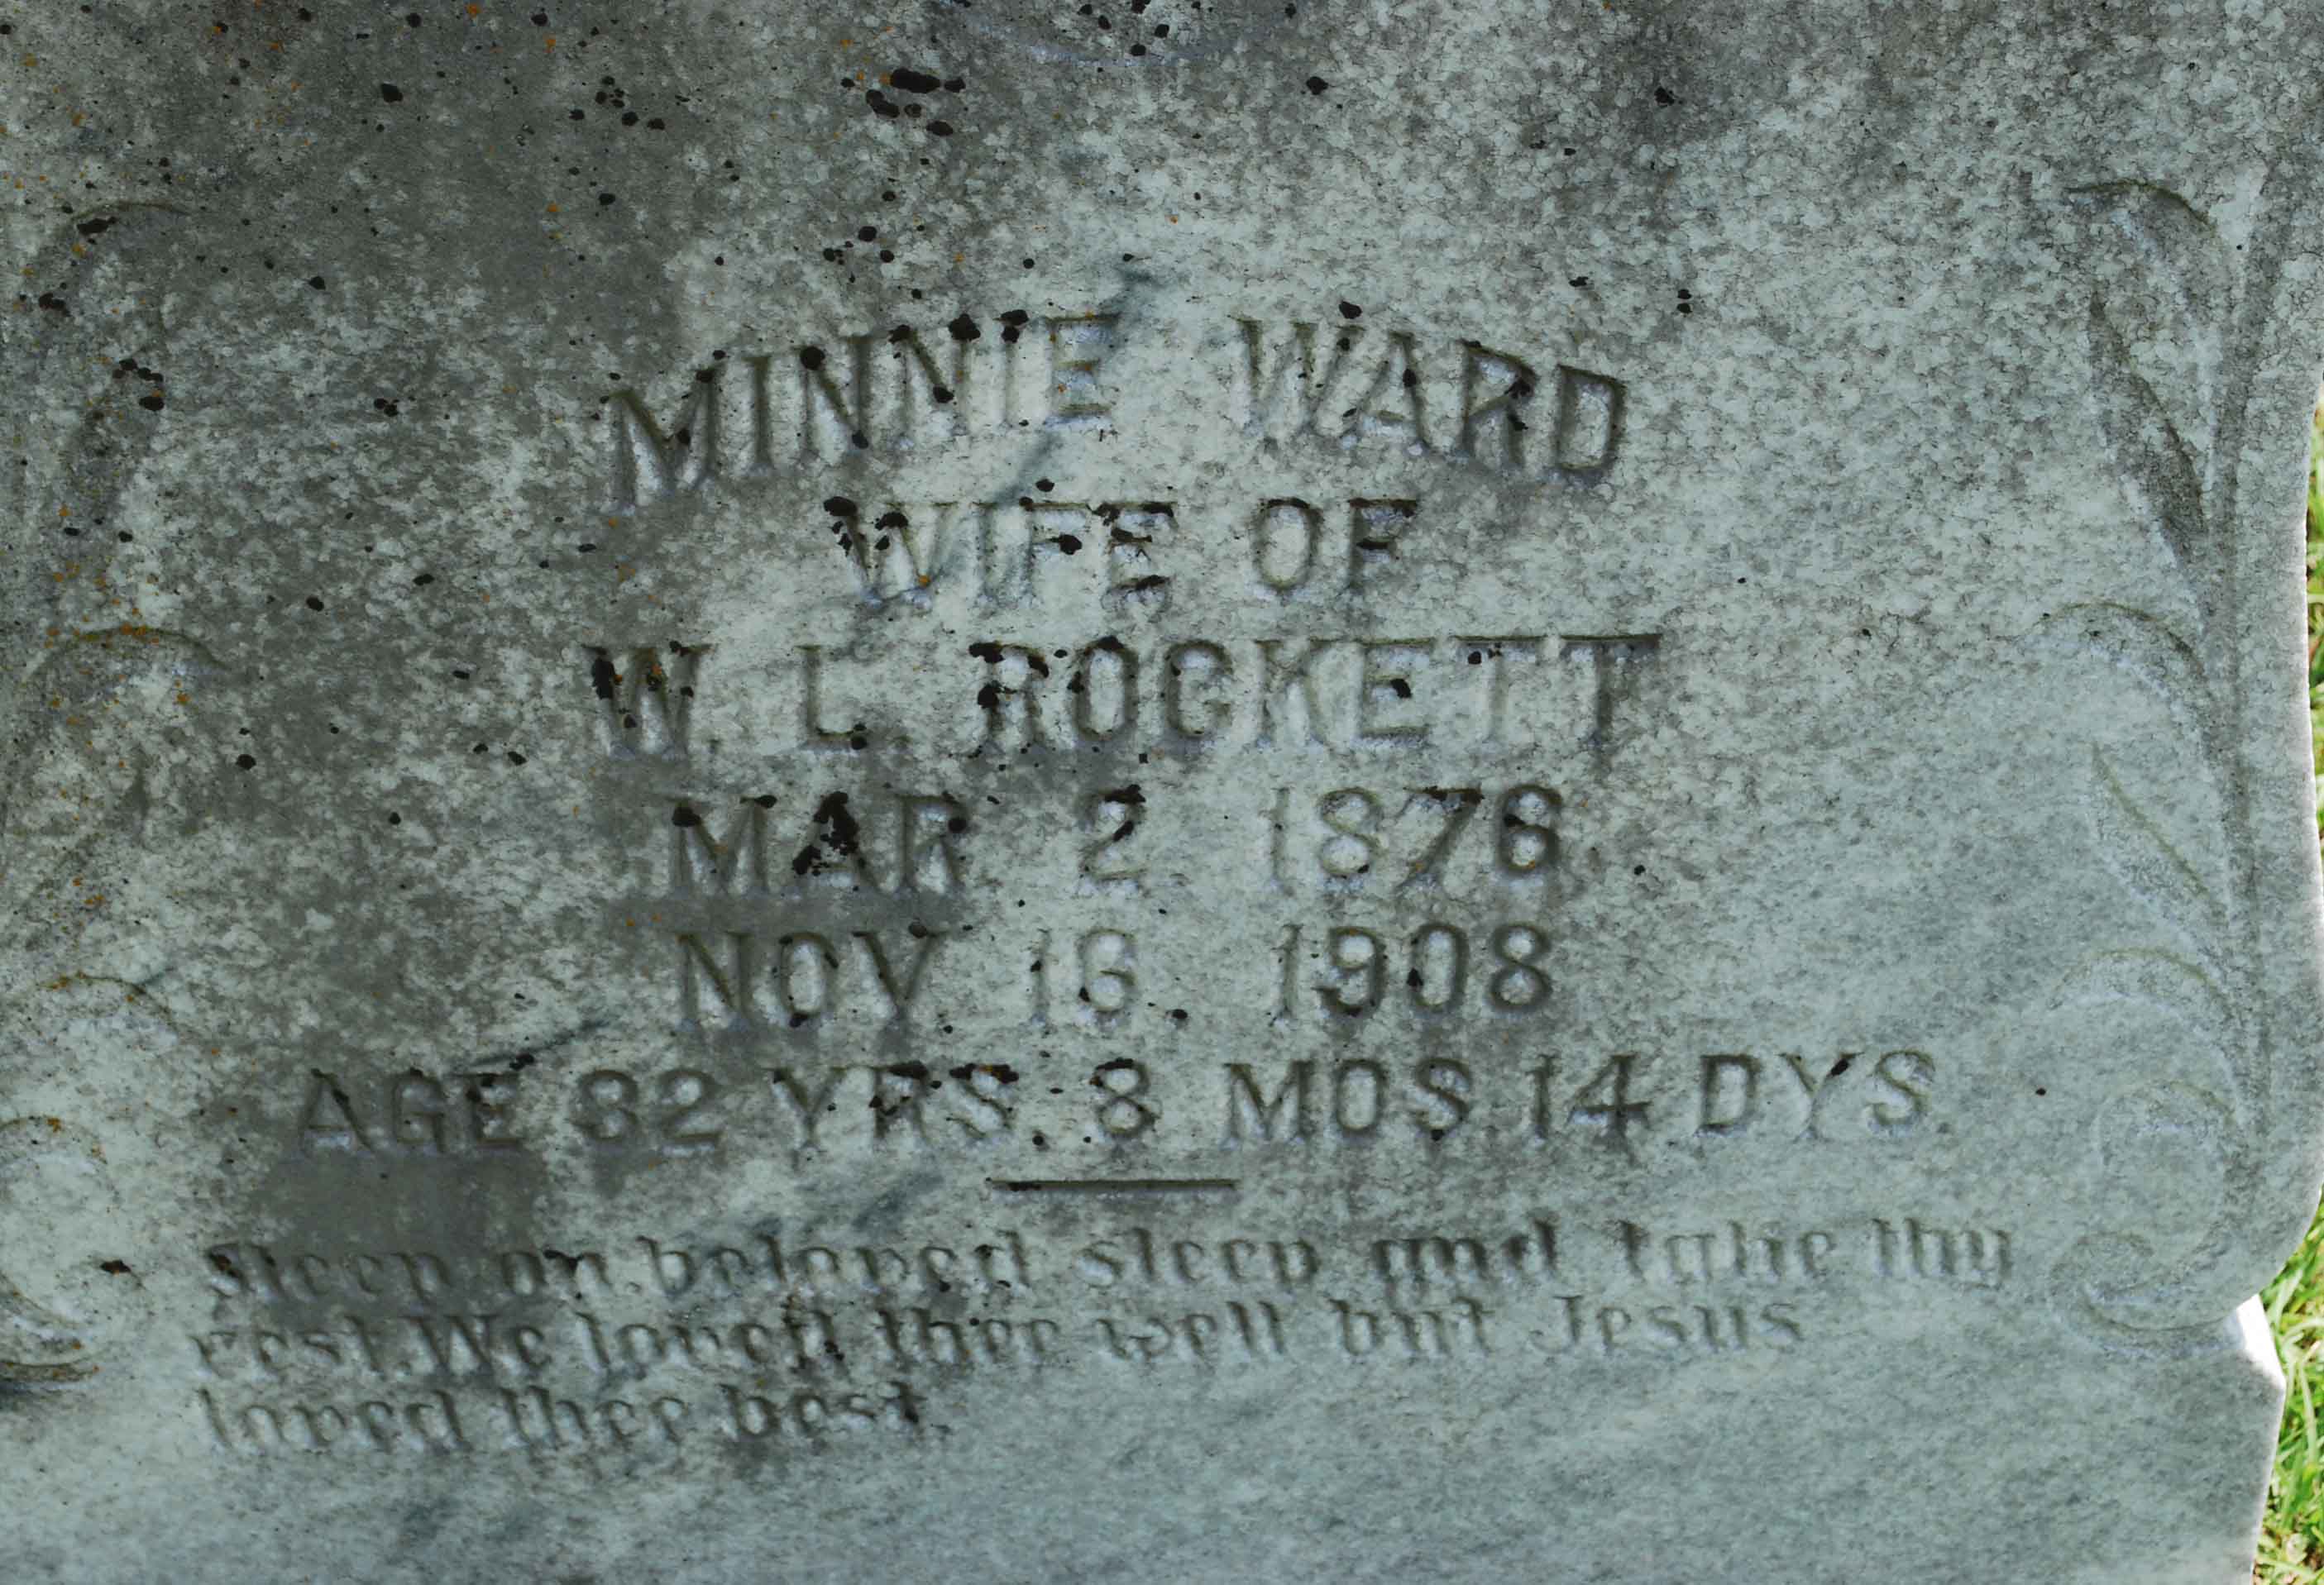 MINNIE WARD
WIFE OF
W. L. ROCKETT
MAR 2 1876
NOV 16, 1908
AGE 32 YRS. 8 MOS 14 DYS.
Sleep on beloved sleep and take thy
rest. We loved thee well but Jesus
loved thee best.